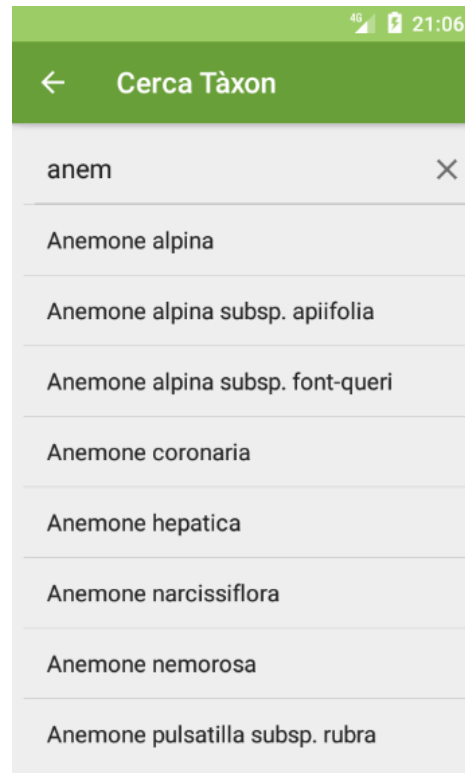 4G 21:06
Cerca Tàxon
anem
Anemone alpina
Anemone alpina subsp. apiifolia
Anemone alpina subsp. font-queri
Anemone coronaria
Anemone hepatica
Anemone narcissiflora
Anemone nemorosa
Anemone pulsatilla subsp. rubra